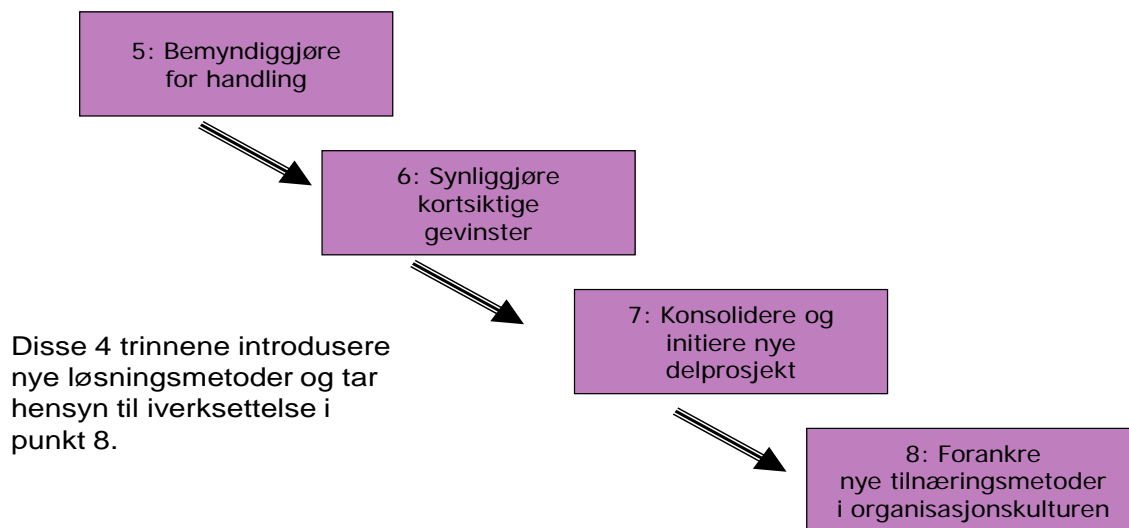 5: Bemyndiggjøre
for handling
6: Synliggjøre
kortsiktige
gevinster
7: Konsolidere og
initiere nye
delprosjekt
Disse 4 trinnene introdusere
nye løsningsmetoder og tar
hensyn til iverksettelse i
punkt 8.
8: Forankre
nye tilnæringsmetoder
i organisasjonskulturen